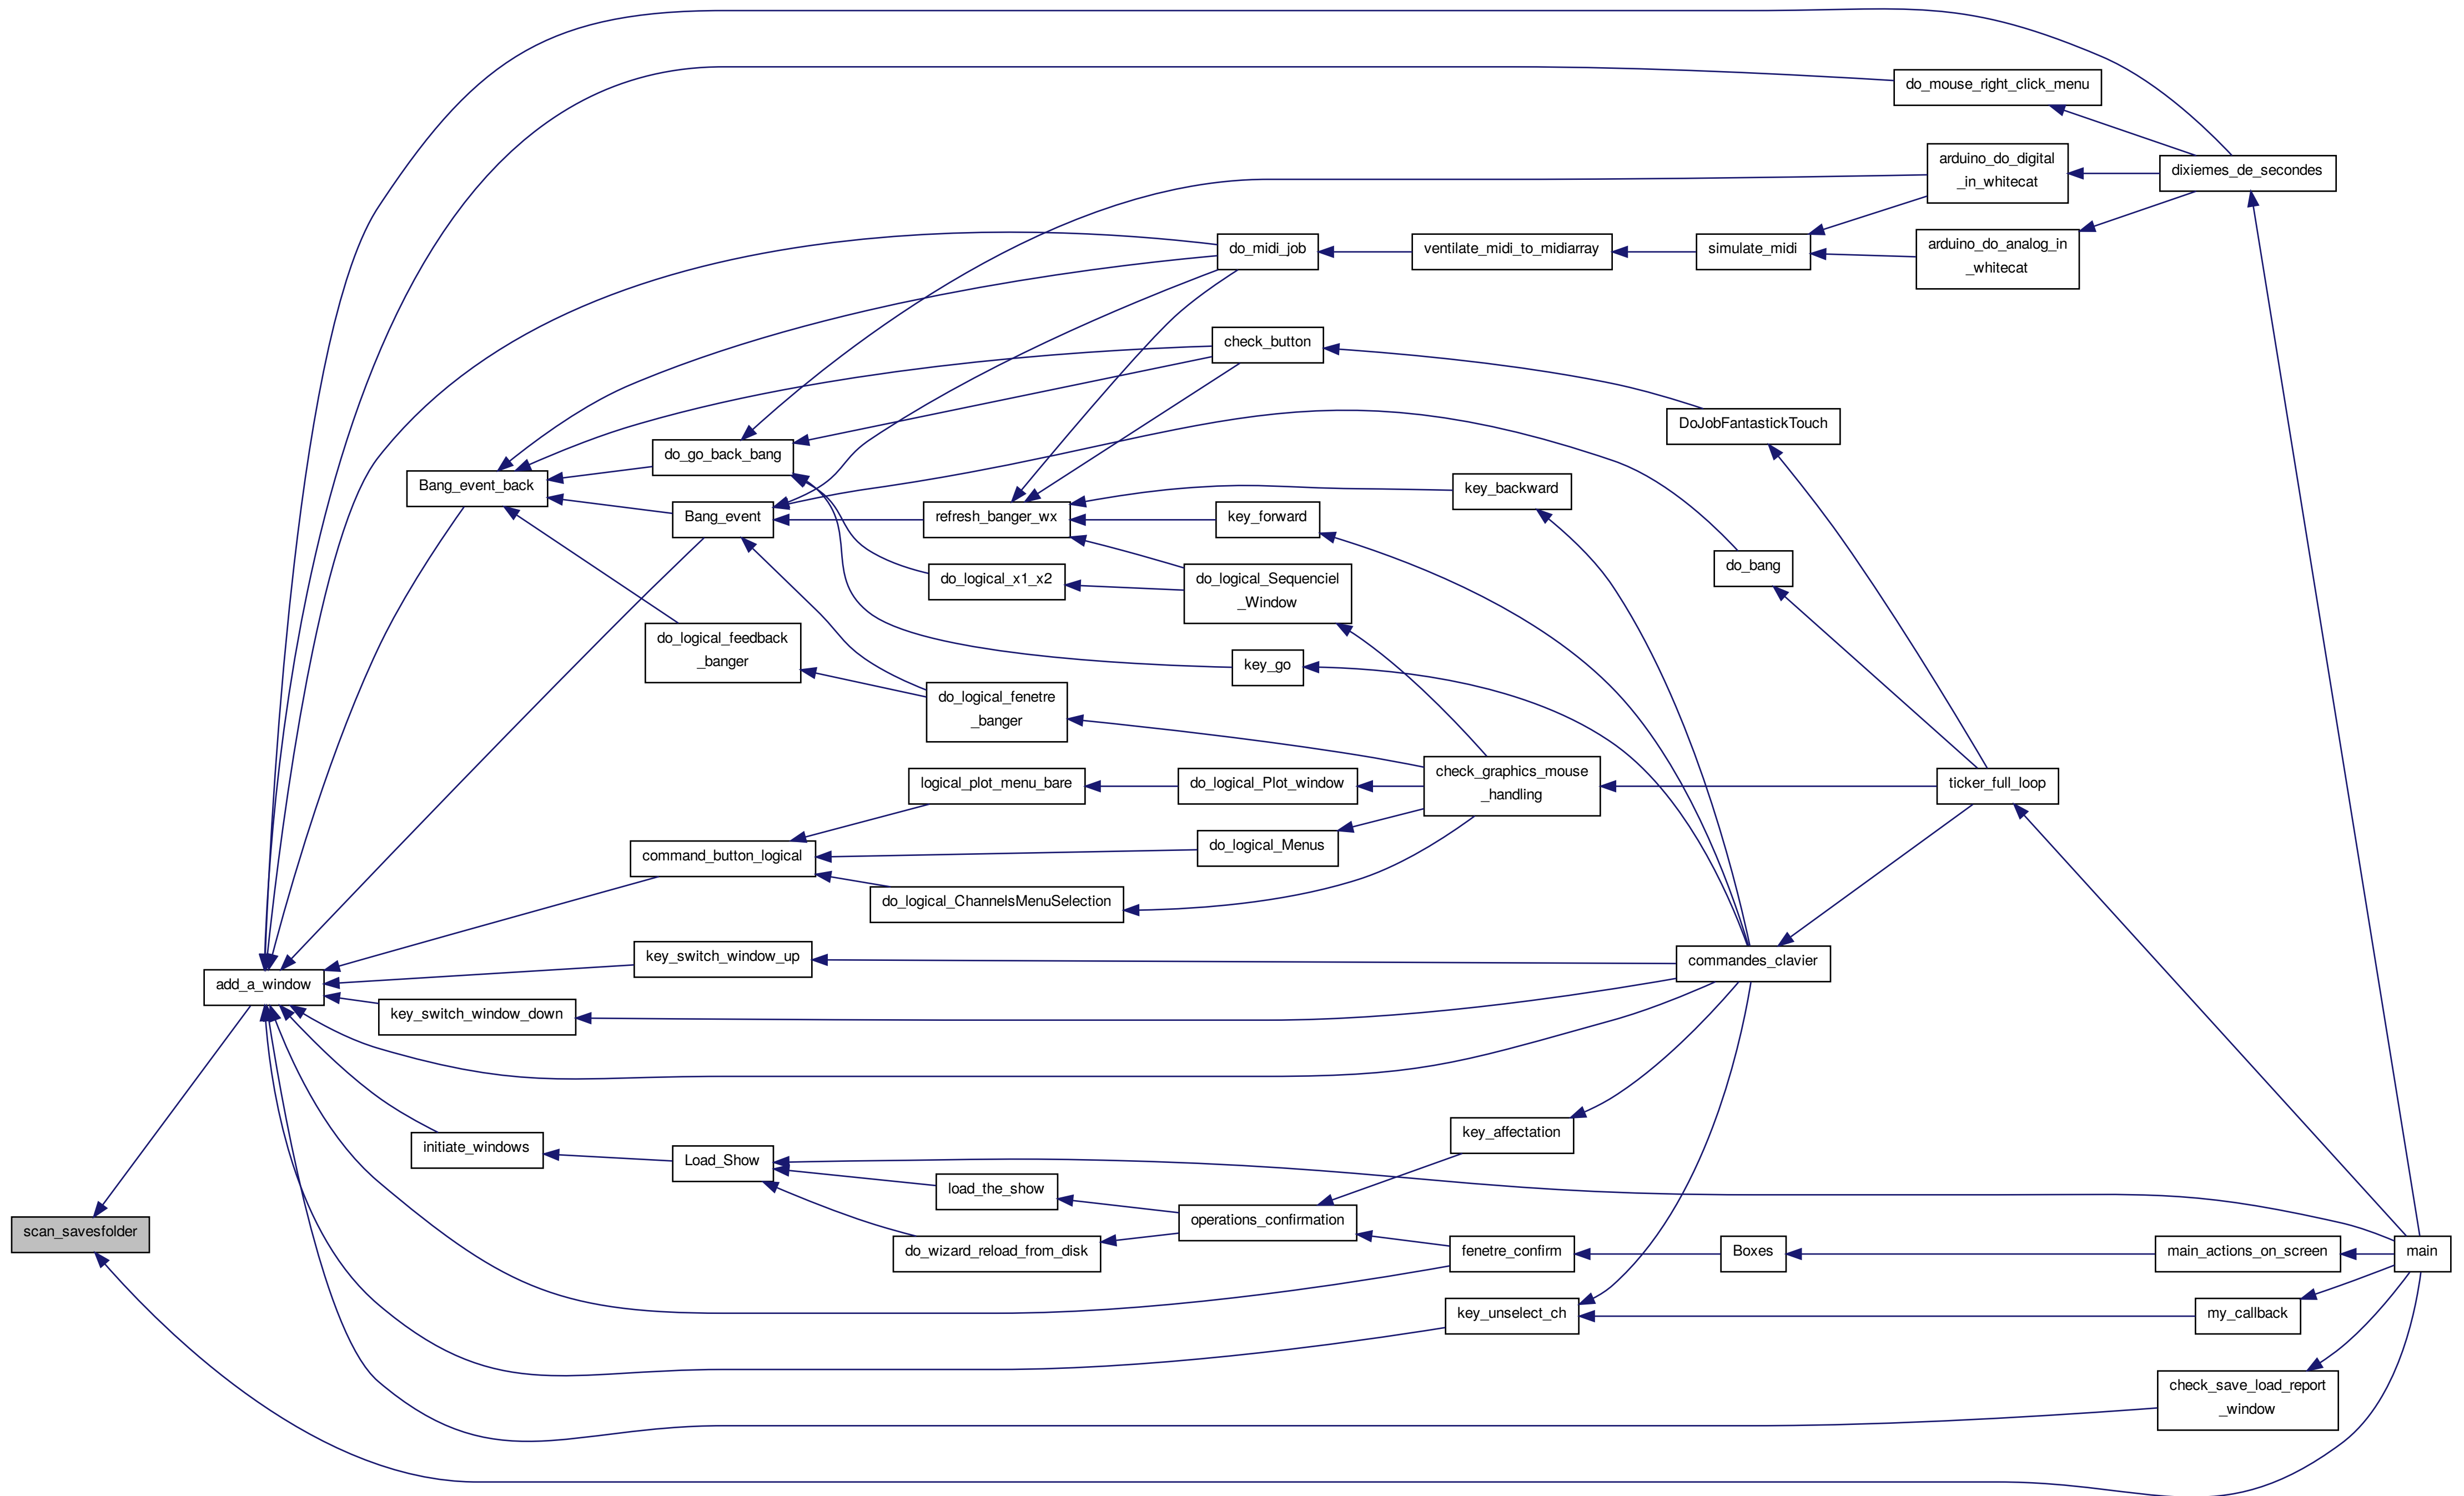 do_mouse_right_click_menu
arduino_do_digital
_in_whitecat
dixiemes_de_secondes
do_midi_job
ventilate_midi_to_midiarray
simulate_midi
arduino_do_analog_in
_whitecat
check_button
DoJobFantastickTouch
do_go_back_bang
Bang_event_back
key_backward
Bang_event
refresh_banger_wx
key_forward
do_bang
do_logical_x1_x2
do_logical_Sequenciel
_Window
do_logical_feedback
_banger
key_go
do_logical_fenetre
_banger
logical_plot_menu_bare
do_logical_Plot_window
check_graphics_mouse
_handling
ticker_full_loop
command_button_logical
do_logical_Menus
do_logical_ChannelsMenuSelection
key_switch_window_up
commandes_clavier
add_a_window
key_switch_window_down
key_affectation
initiate_windows
Load_Show
load_the_show
operations_confirmation
scan_savesfolder
do_wizard_reload_from_disk
fenetre_confirm
Boxes
main_actions_on_screen
main
key_unselect_ch
my_callback
check_save_load_report
_window